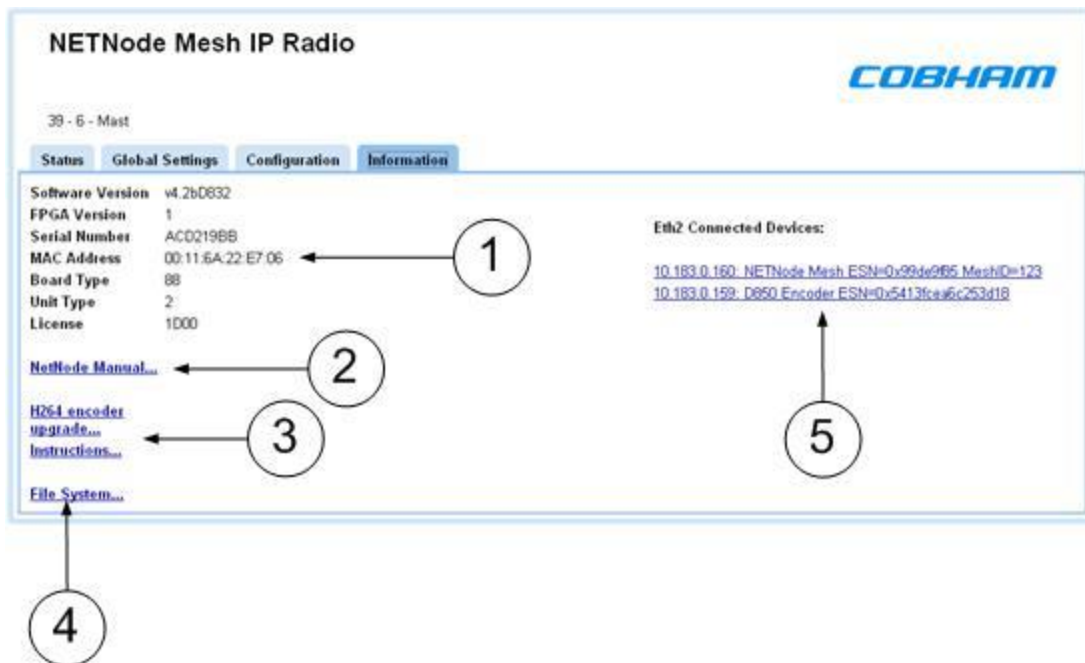 NETNode Mesh IP Radio
COBHAM
39 - 6 - Mast
Status Global Settings Configuration Information
Software Version v4.2bD832
FPGA Version 1
Serial Number ACD219BB
MAC Address 00:11:6A:22:E7:06
Board Type 88
Unit Type 2
License 1D00
NetNode Manual...
H264 encoder
upgrade...
Instructions...
File System...
Eth2 Connected Devices:
10.183.0.160: NETNode Mesh ESN=0x99de9f85 MeshID=123
10.183.0.159: D850 Encoder ESN=0x5413fcea6c253d18
1
2
3
5
4